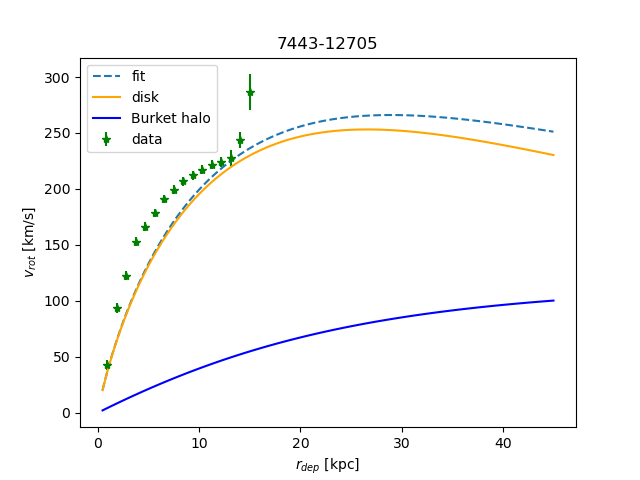 7443-12705
fit
disk
Burket halo
data
300
250
200
150
100
50
0
v_rot [km/s]
0 10 20 30 40
r_dep [kpc]